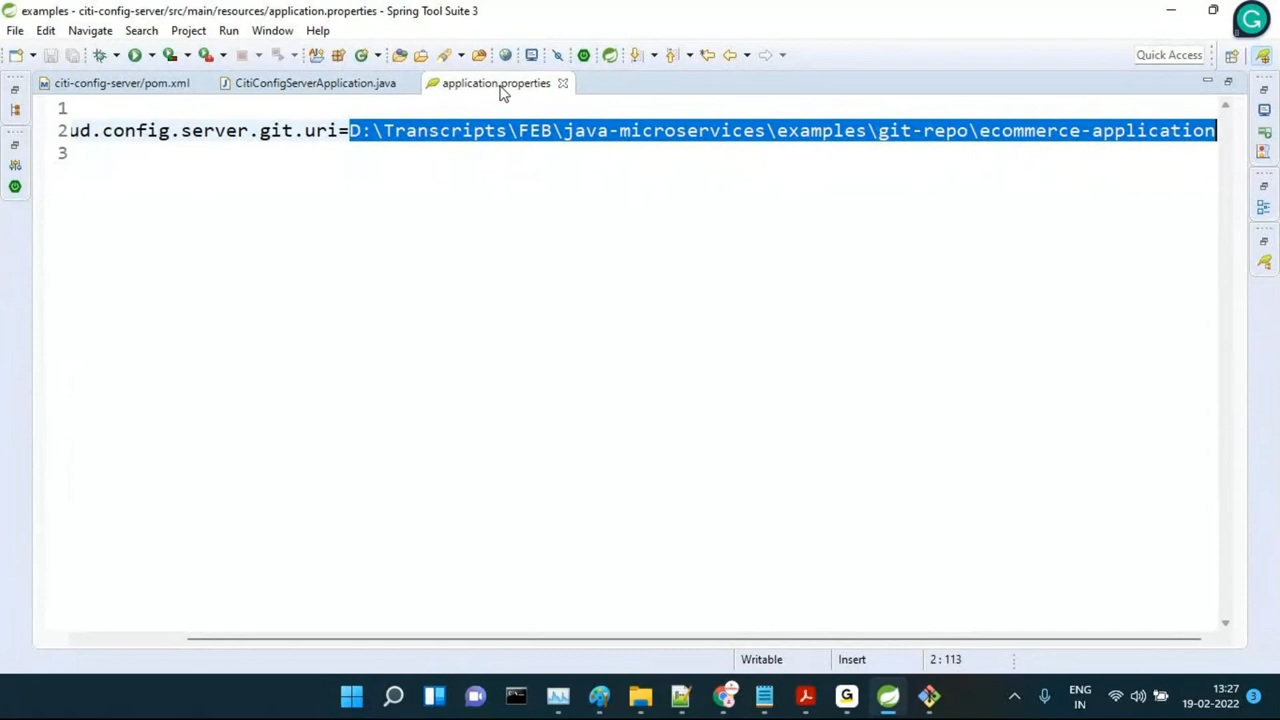 examples - citi-config-server/src/main/resources/application.properties - Spring Tool Suite 3
File Edit Navigate Search Project Run Window Help
Quick Access
citi-config-server/pom.xml CitiConfigServerApplication.java application.properties
1
2 ud.config.server.git.uri=D:\Transcripts\FEB\java-microservices\examples\git-repo\ecommerce-application
3
Writable Insert 2 : 113
ENG 13:27
IN 19-02-2022 3